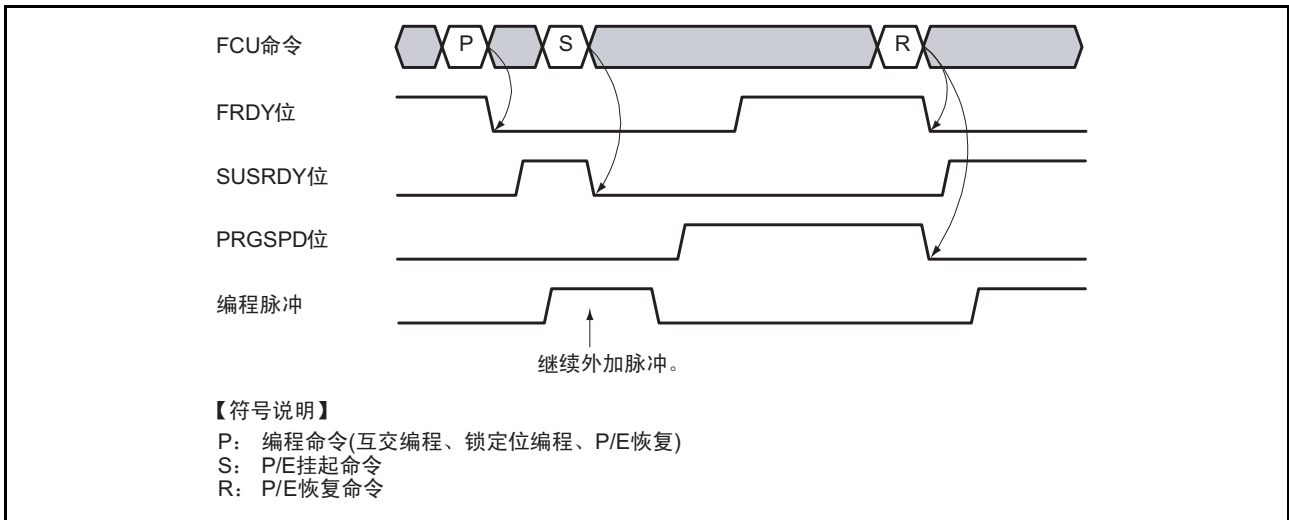 FCU命令 P S R
FRDY位
SUSRDY位
PRGSPD位
编程脉冲
继续外加脉冲。
【符号说明】
P： 编程命令(互交编程、锁定位编程、P/E恢复)
S： P/E挂起命令
R： P/E恢复命令